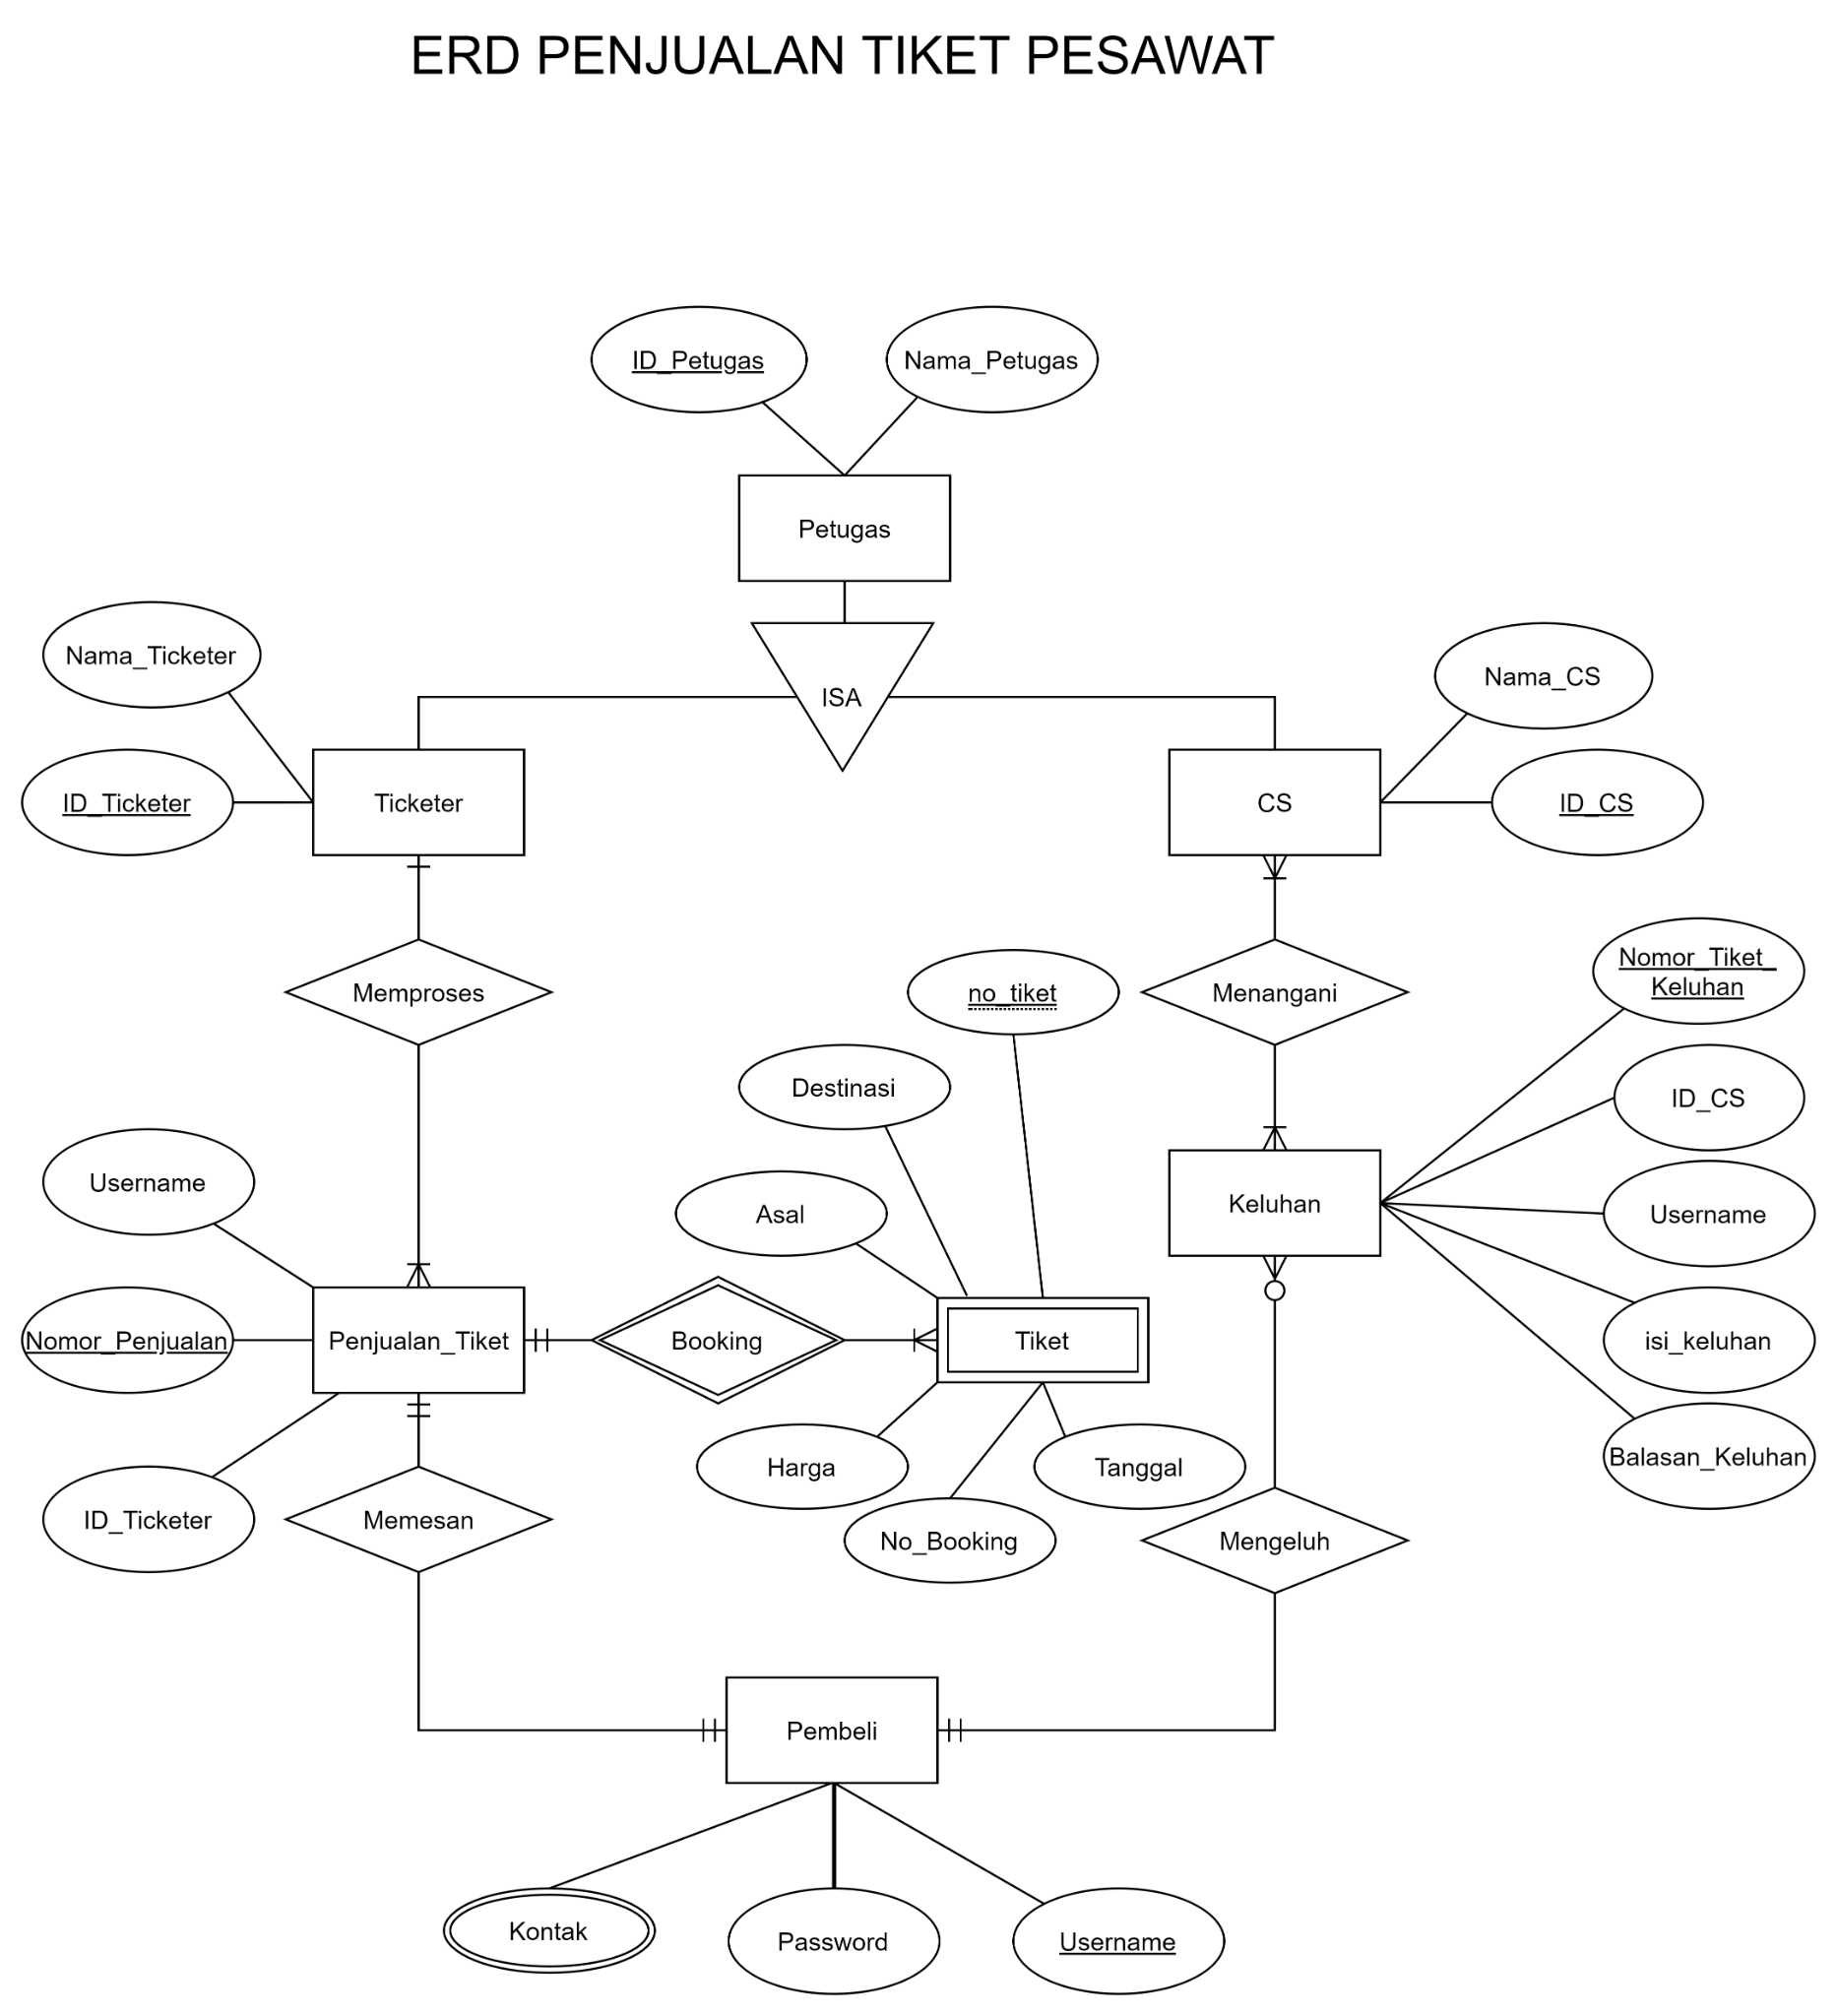 ERD PENJUALAN TIKET PESAWAT
ID_Petugas
Nama_Petugas
Petugas
ISA
Nama_Ticketer
ID_Ticketer
Ticketer
Nama_CS
CS
ID_CS
Memproses
Menangani
no_tiket
Nomor_Tiket_
Keluhan
Destinasi
ID_CS
Username
Asal
Keluhan
Username
Nomor_Penjualan
Penjualan_Tiket
Booking
Tiket
isi_keluhan
Harga
Tanggal
Balasan_Keluhan
ID_Ticketer
Memesan
No_Booking
Mengeluh
Pembeli
Kontak
Password
Username